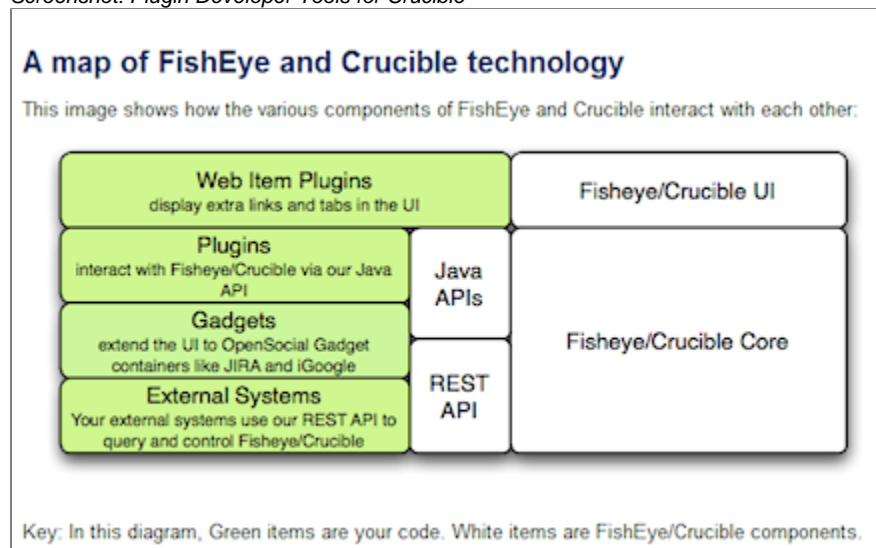 Screenshot: Plugin Developer Tools for Crucible
A map of FishEye and Crucible technology
This image shows how the various components of FishEye and Crucible interact with each other:
Web Item Plugins
display extra links and tabs in the UI
Fisheye/Crucible UI
Plugins
interact with Fisheye/Crucible via our Java
API
Java
APIs
Gadgets
extend the UI to OpenSocial Gadget
containers like JIRA and iGoogle
Fisheye/Crucible Core
External Systems
Your external systems use our REST API to
query and control Fisheye/Crucible
REST
API
Key: In this diagram, Green items are your code. White items are FishEye/Crucible components.